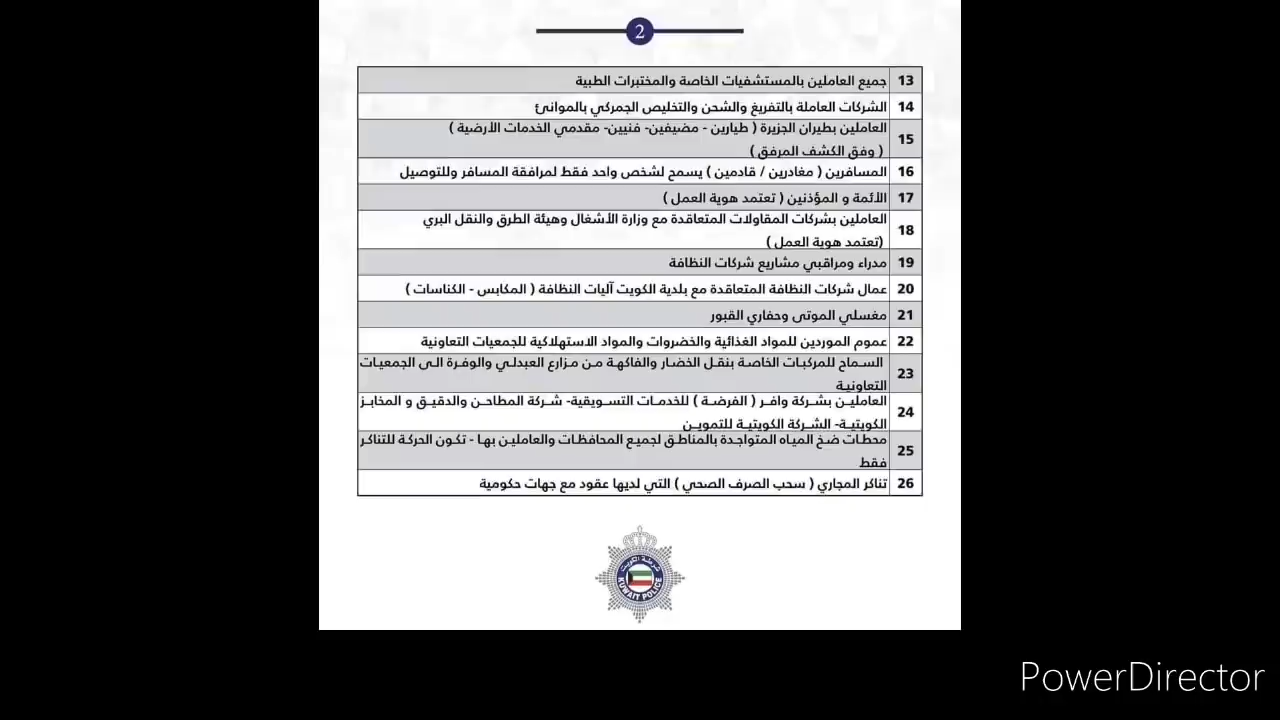 2
13 جميع العاملين بالمستشفيات الخاصة والمختبرات الطبية
14 الشركات العاملة بالتفريغ والشحن والتخليص الجمركي بالموانئ
15 العاملين بطيران الجزيرة ( طيارين - مضيفين- فنيين- مقدمي الخدمات الأرضية )
( وفق الكشف المرفق )
16 المسافرين ( مغادرين / قادمين ) يسمح لشخص واحد فقط لمرافقة المسافر وللتوصيل
17 الأئمة و المؤذنين ( تعتمد هوية العمل )
18 العاملين بشركات المقاولات المتعاقدة مع وزارة الأشغال وهيئة الطرق والنقل البري
(تعتمد هوية العمل )
19 مدراء ومراقبي مشاريع شركات النظافة
20 عمال شركات النظافة المتعاقدة مع بلدية الكويت آليات النظافة ( المكابس - الكناسات )
21 مغسلي الموتى وحفاري القبور
22 عموم الموردين للمواد الغذائية والخضروات والمواد الاستهلاكية للجمعيات التعاونية
23 السماح للمركبات الخاصة بنقل الخضار والفاكهة من مزارع العبدلي والوفرة الى الجمعيات
التعاونية
24 العاملين بشركة وافر ( الفرضة ) للخدمات التسويقية- شركة المطاحن والدقيق و المخابز
الكويتية- الشركة الكويتية للتموين
25 محطات ضخ المياه المتواجدة بالمناطق لجميع المحافظات والعاملين بها - تكون الحركة للتناكر
فقط
26 تناكر المجاري ( سحب الصرف الصحي ) التي لديها عقود مع جهات حكومية
شرطة الكويت
KUWAIT POLICE
PowerDirector